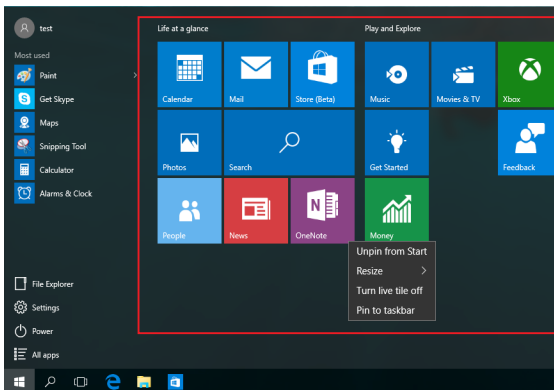 test
Most used
Paint
Get Skype
Maps
Snipping Tool
Calculator
Alarms & Clock
File Explorer
Settings
Power
All apps
Life at a glance
Calendar
Mail
Store (Beta)
Photos
Search
People
News
OneNote
Play and Explore
Music
Movies & TV
Xbox
Get Started
Feedback
Money
Unpin from Start
Resize
Turn live tile off
Pin to taskbar